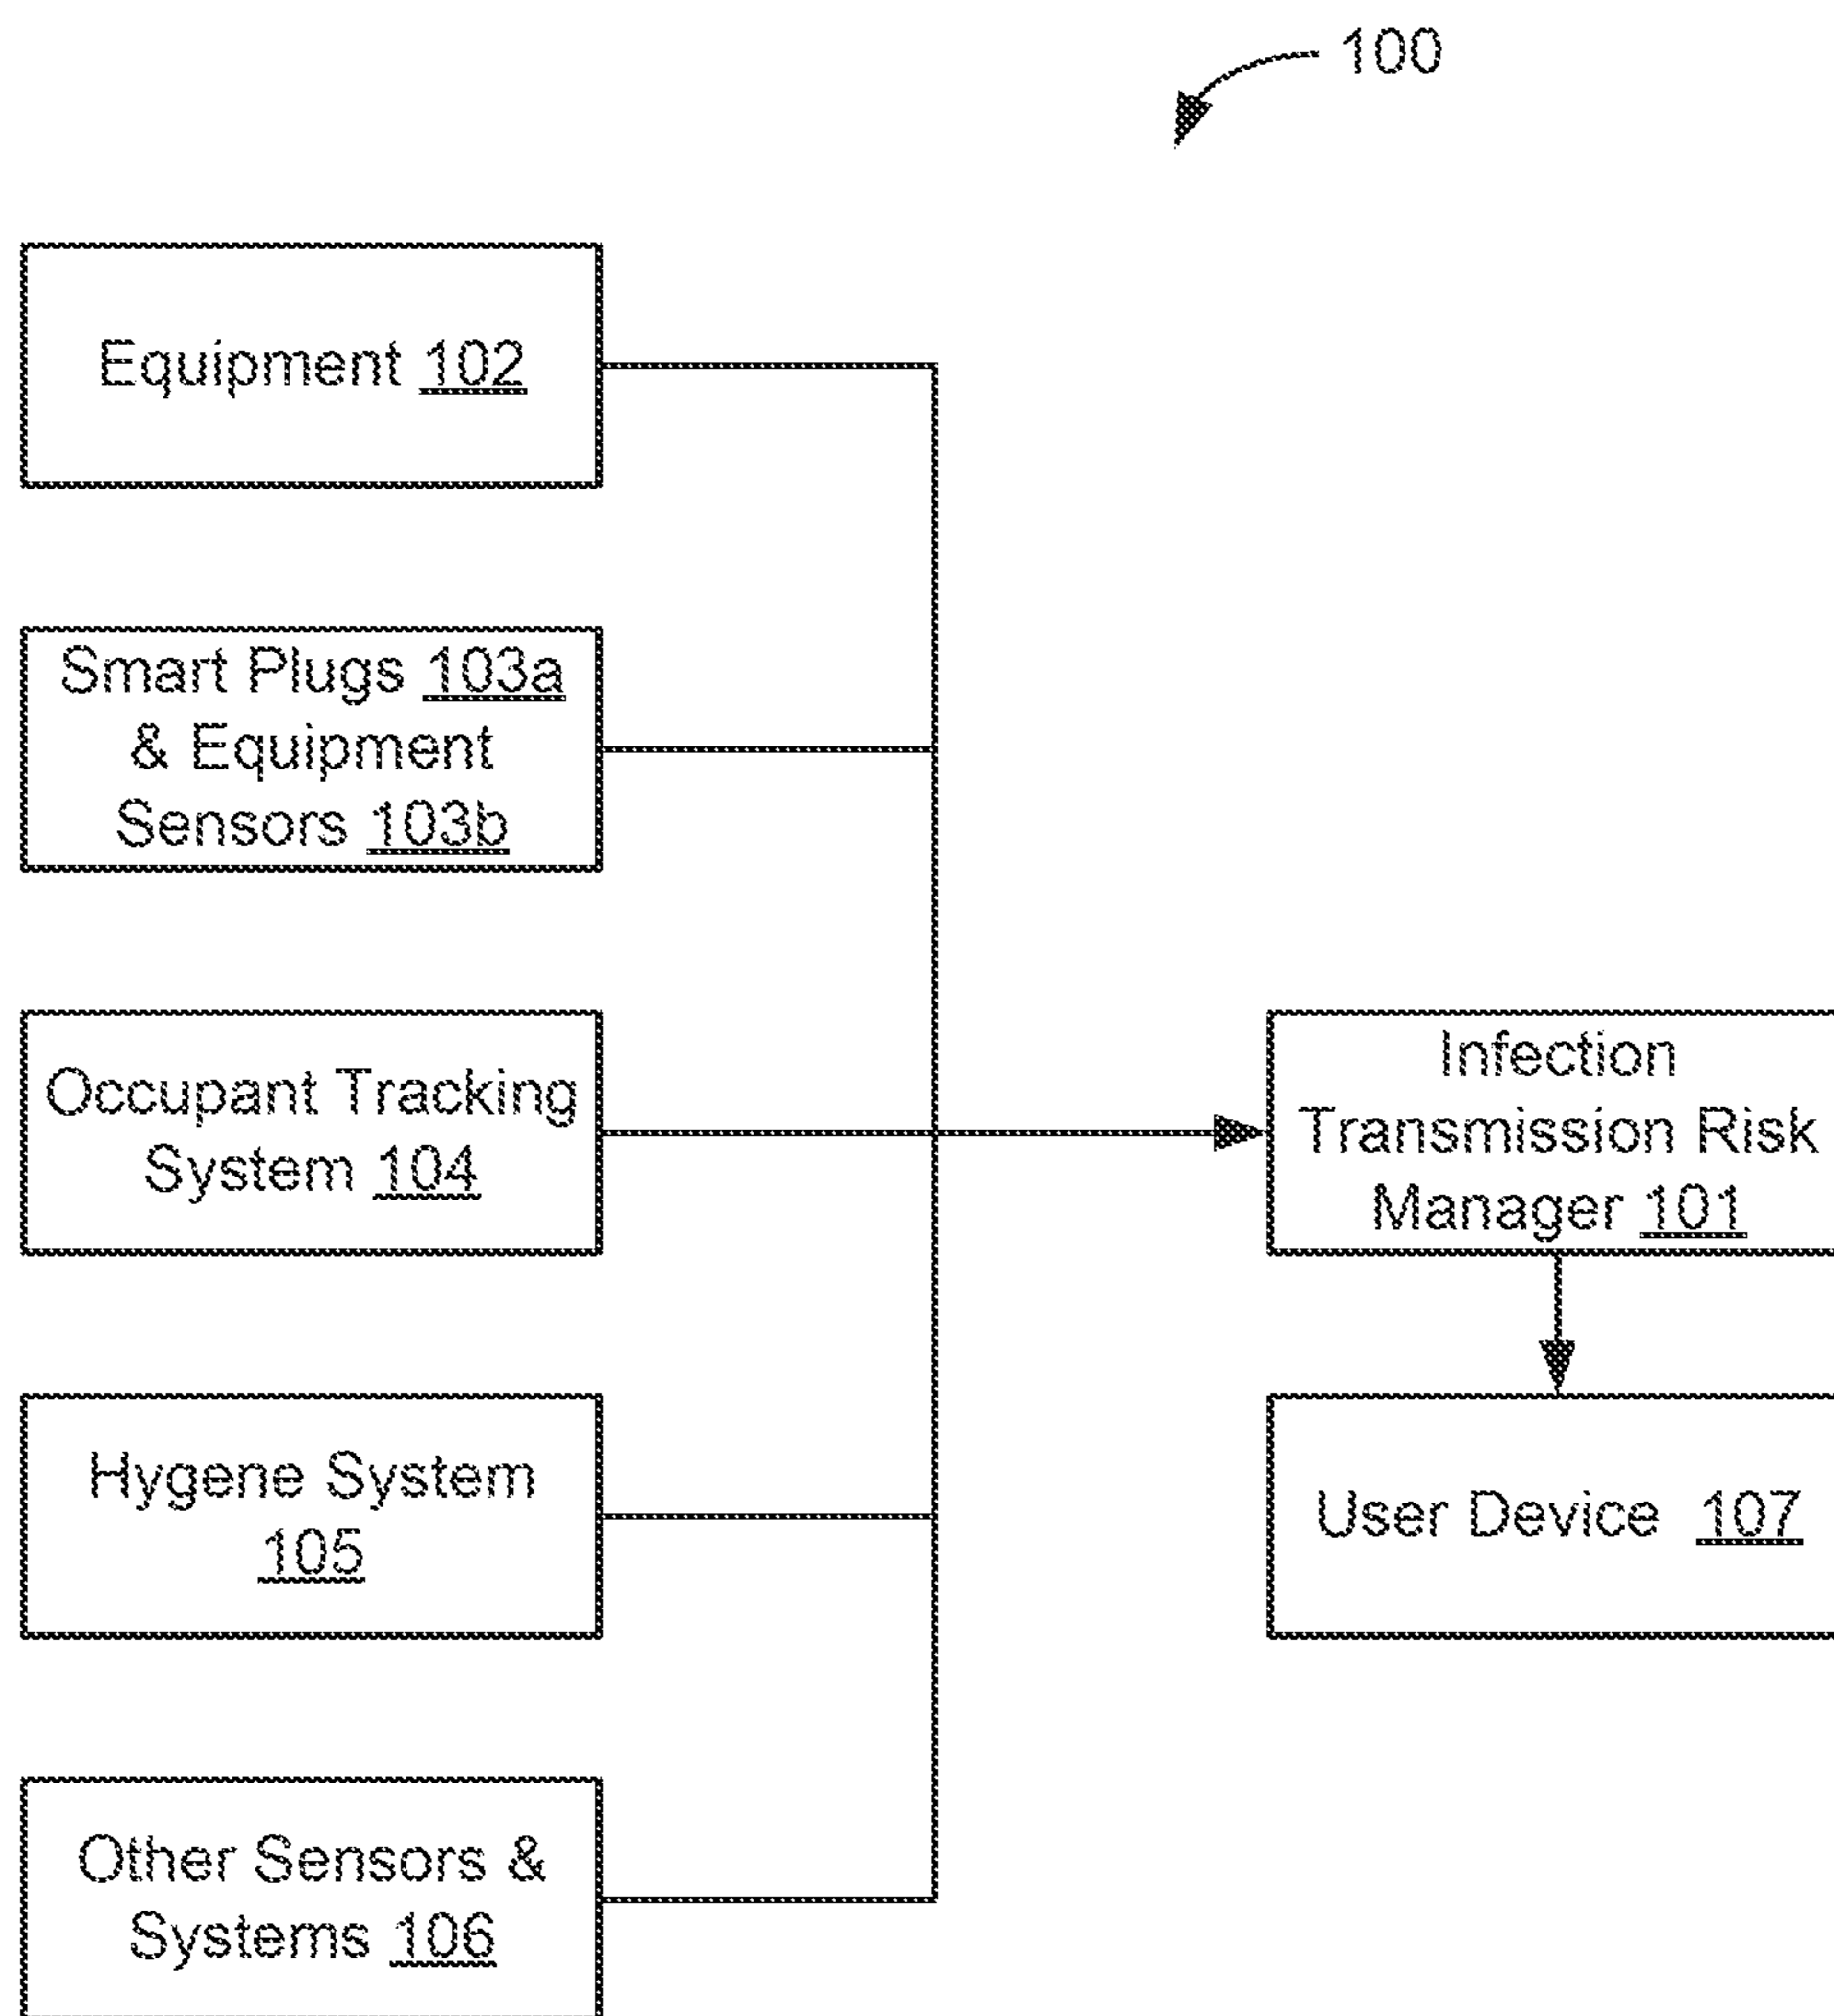 100
Equipment 102
Smart Plugs 103a
& Equipment
Sensors 103b
Occupant Tracking
System 104
Infection
Transmission Risk
Manager 101
Hygene System
105
User Device 107
Other Sensors &
Systems 106